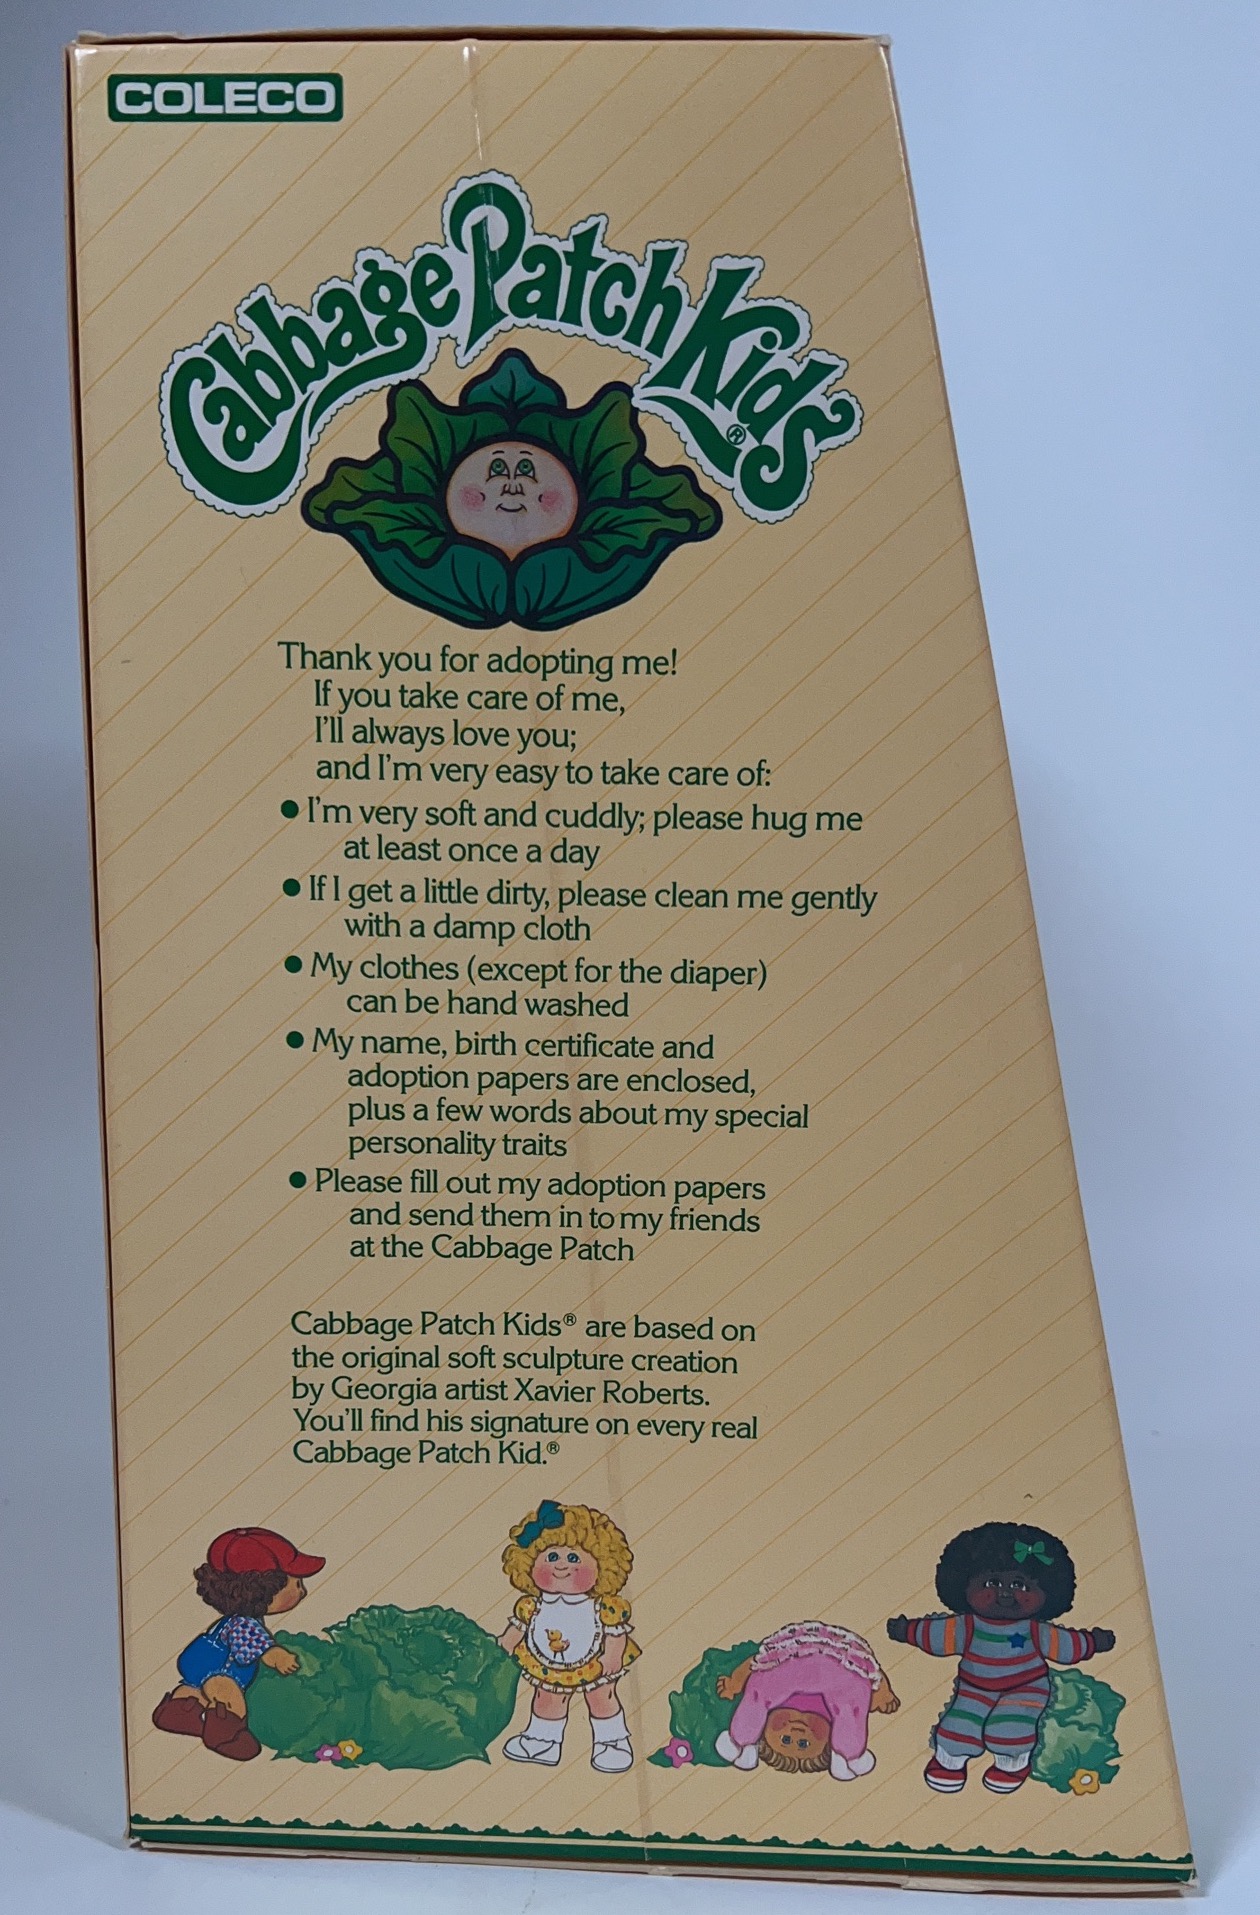 COLECO
Cabbage Patch Kids®
Thank you for adopting me!
If you take care of me,
I'll always love you;
and I'm very easy to take care of:
● I'm very soft and cuddly; please hug me
at least once a day
● If I get a little dirty, please clean me gently
with a damp cloth
● My clothes (except for the diaper)
can be hand washed
● My name, birth certificate and
adoption papers are enclosed,
plus a few words about my special
personality traits
● Please fill out my adoption papers
and send them in to my friends
at the Cabbage Patch
Cabbage Patch Kids® are based on
the original soft sculpture creation
by Georgia artist Xavier Roberts.
You'll find his signature on every real
Cabbage Patch Kid.®